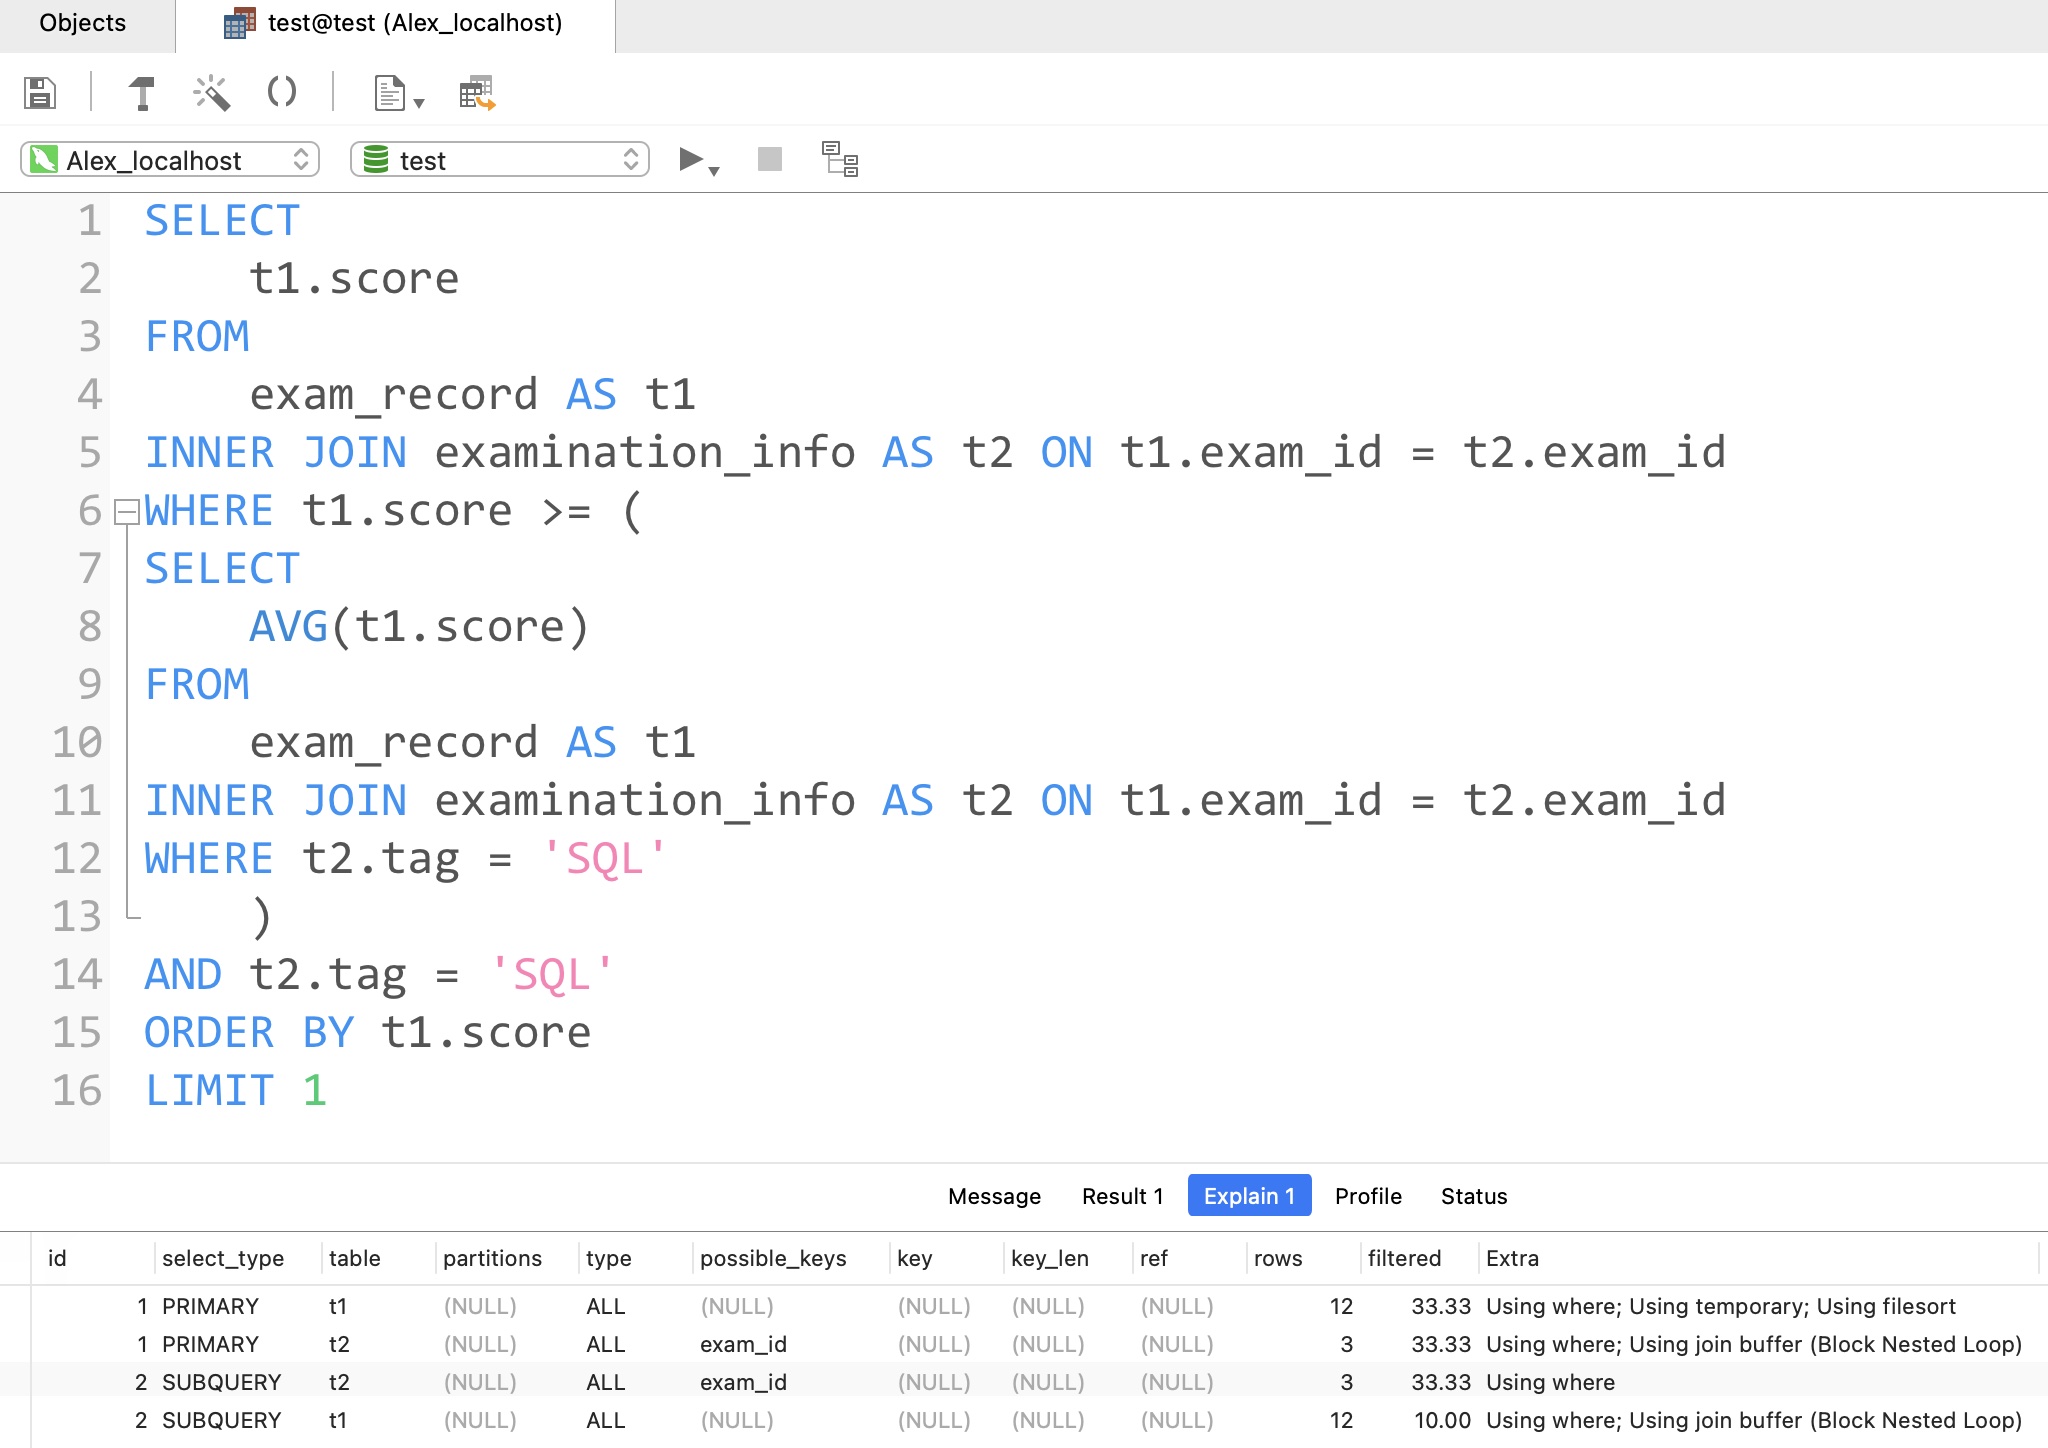 Objects
test@test (Alex_localhost)
Alex_localhost test
1 SELECT
2 t1.score
3 FROM
4 exam_record AS t1
5 INNER JOIN examination_info AS t2 ON t1.exam_id = t2.exam_id
6 WHERE t1.score >= (
7 SELECT
8 AVG(t1.score)
9 FROM
10 exam_record AS t1
11 INNER JOIN examination_info AS t2 ON t1.exam_id = t2.exam_id
12 WHERE t2.tag = 'SQL'
13 )
14 AND t2.tag = 'SQL'
15 ORDER BY t1.score
16 LIMIT 1
Message Result 1 Explain 1 Profile Status
id select_type table partitions type possible_keys key key_len ref rows filtered Extra
1 PRIMARY t1 (NULL) ALL (NULL) (NULL) (NULL) (NULL) 12 33.33 Using where; Using temporary; Using filesort
1 PRIMARY t2 (NULL) ALL exam_id (NULL) (NULL) (NULL) 3 33.33 Using where; Using join buffer (Block Nested Loop)
2 SUBQUERY t2 (NULL) ALL exam_id (NULL) (NULL) (NULL) 3 33.33 Using where
2 SUBQUERY t1 (NULL) ALL (NULL) (NULL) (NULL) (NULL) 12 10.00 Using where; Using join buffer (Block Nested Loop)